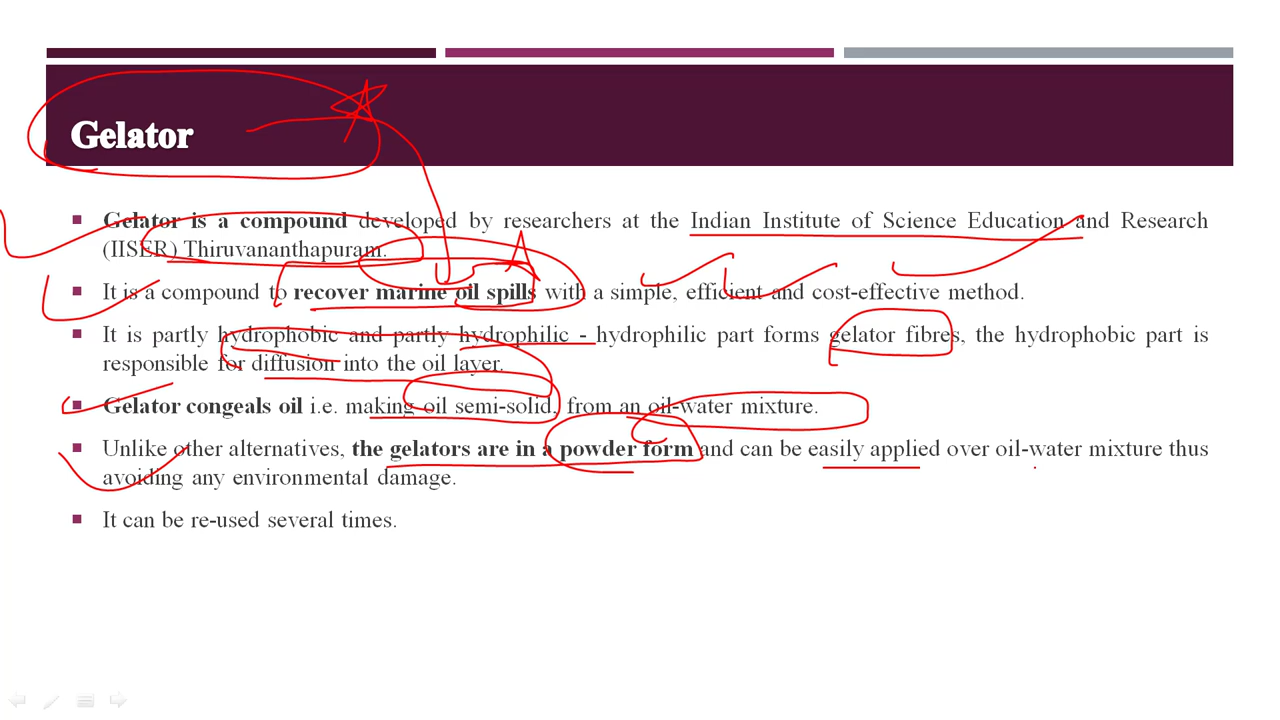 Gelator
Gelator is a compound developed by researchers at the Indian Institute of Science Education and Research
(IISER) Thiruvananthapuram.
It is a compound to recover marine oil spills with a simple, efficient and cost-effective method.
It is partly hydrophobic and partly hydrophilic - hydrophilic part forms gelator fibres, the hydrophobic part is
responsible for diffusion into the oil layer.
Gelator congeals oil i.e. making oil semi-solid, from an oil-water mixture.
Unlike other alternatives, the gelators are in a powder form and can be easily applied over oil-water mixture thus
avoiding any environmental damage.
It can be re-used several times.